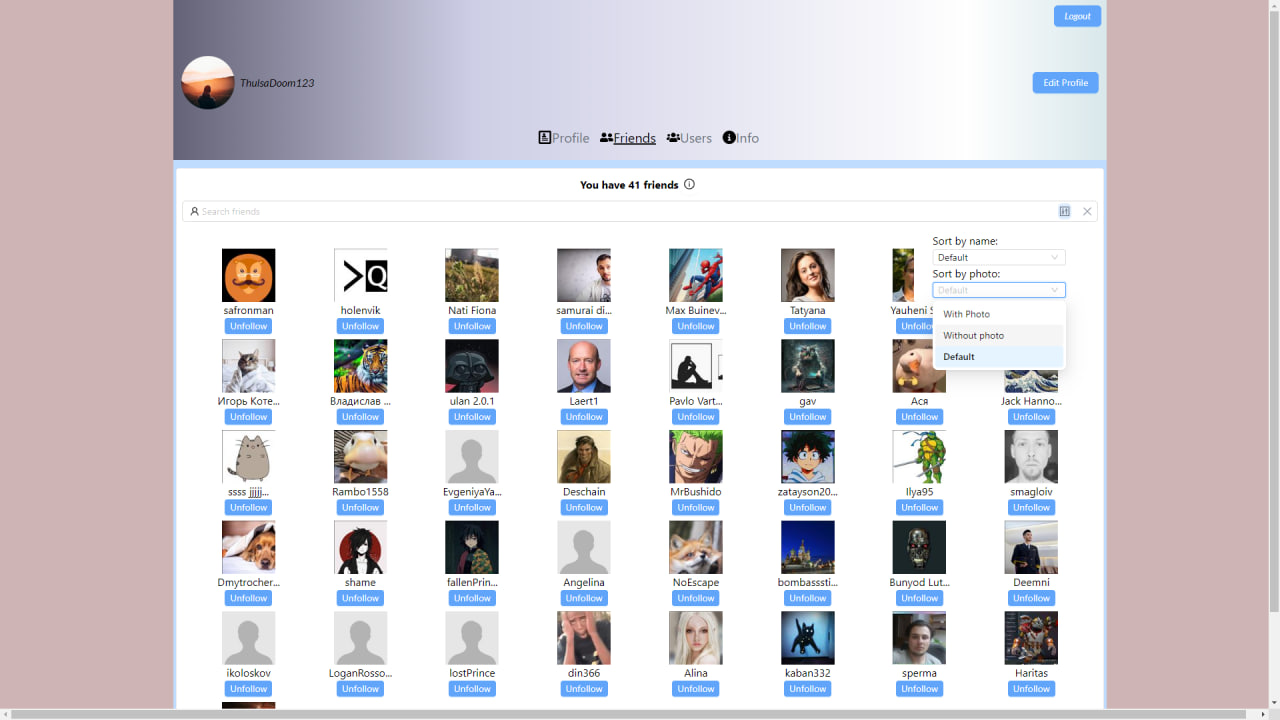 Logout
ThulsaDoom123
Edit Profile
Profile Friends Users Info
You have 41 friends
Search friends
Sort by name:
Default
Sort by photo:
Default
With Photo
Without photo
Default
safronman holenvik Nati Fiona samurai di... Max Buinev... Tatyana Yauheni
Unfollow Unfollow Unfollow Unfollow Unfollow Unfollow
Игорь Коте... Владислав ... ulan 2.0.1 Laert1 Pavlo Vart... gav Ася Jack Hanno...
Unfollow Unfollow Unfollow Unfollow Unfollow Unfollow Unfollow Unfollow
ssss jjjjj... Rambo1558 EvgeniyaYa... Deschain MrBushido zatayson20... Ilya95 smagloiv
Unfollow Unfollow Unfollow Unfollow Unfollow Unfollow Unfollow Unfollow
Dmytrocher... shame fallenPrin... Angelina NoEscape bombasssti... Bunyod Lut... Deemni
Unfollow Unfollow Unfollow Unfollow Unfollow Unfollow Unfollow Unfollow
ikoloskov LoganRosso... lostPrince din366 Alina kaban332 sperma Haritas
Unfollow Unfollow Unfollow Unfollow Unfollow Unfollow Unfollow Unfollow